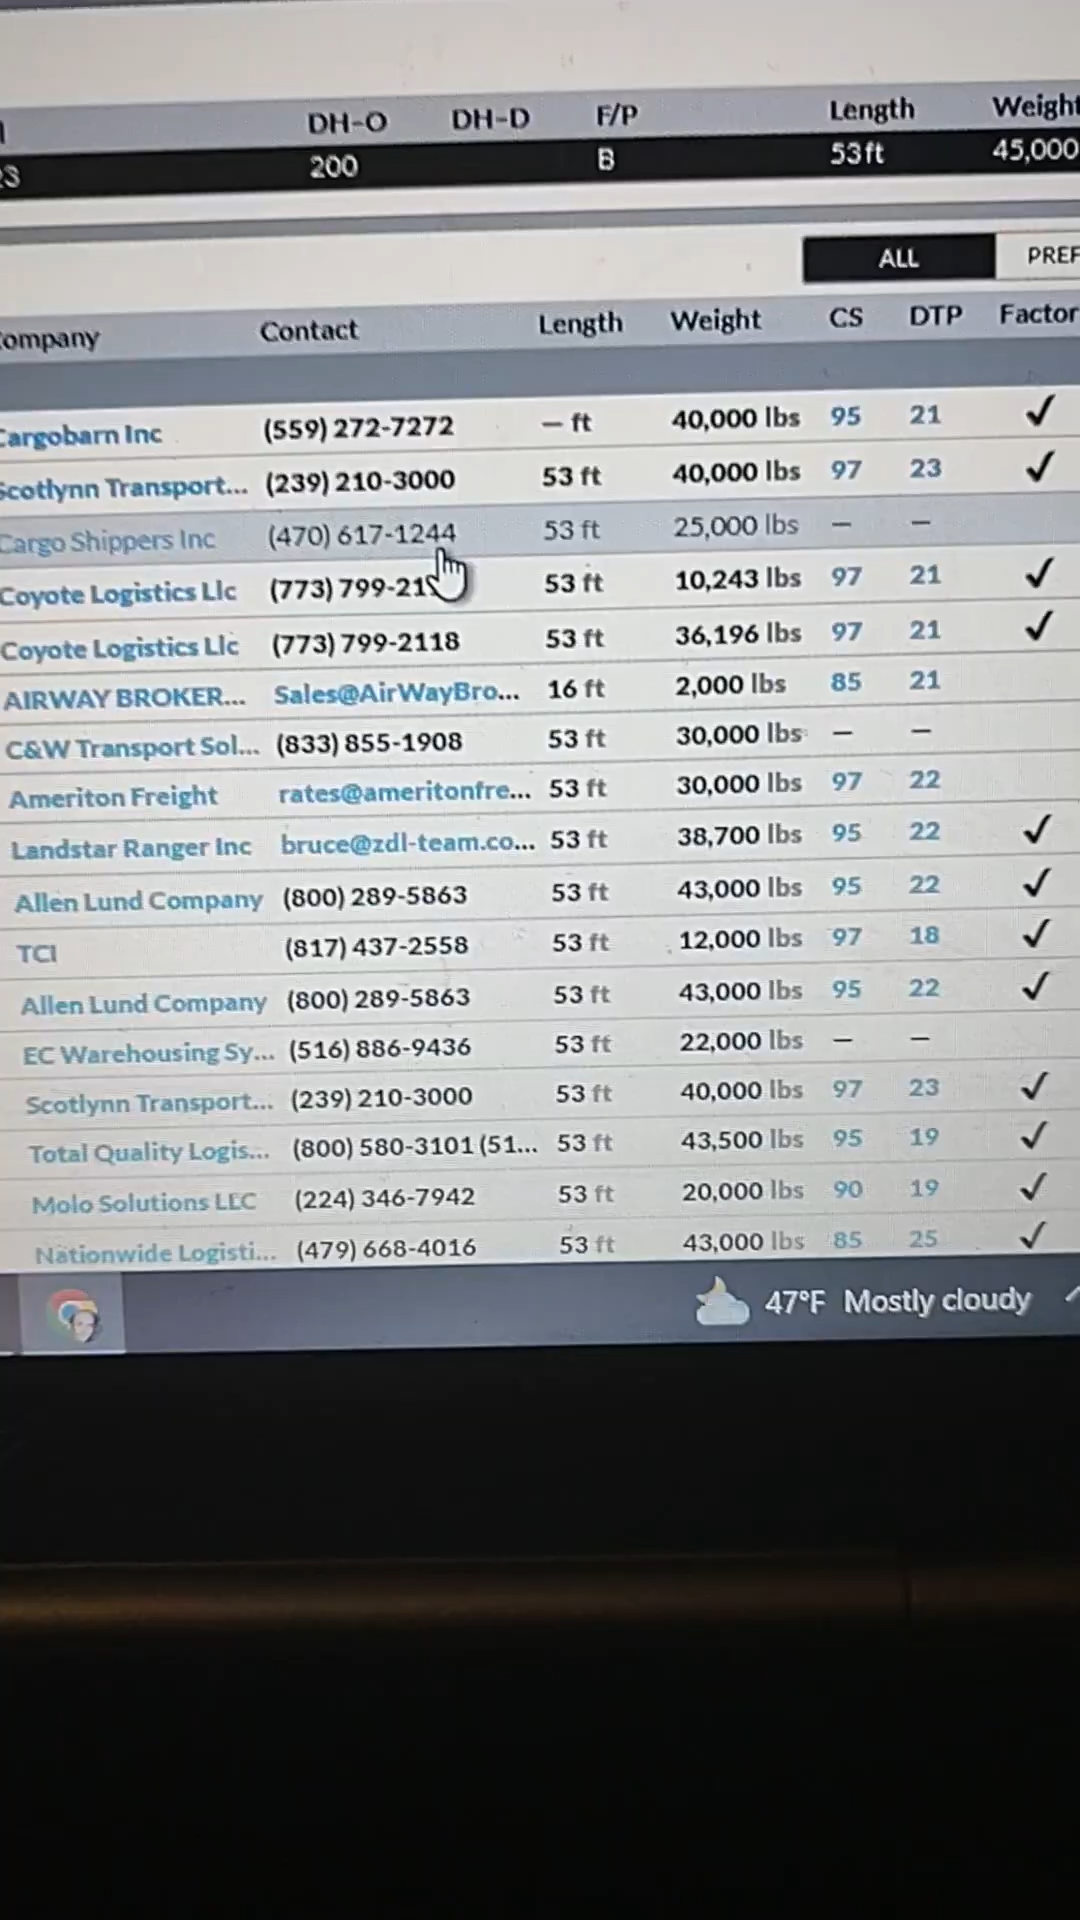 DH-O DH-D F/P Length Weight
200 B 53 ft 45,000
ALL PREF
Company Contact Length Weight CS DTP Factor
Cargobarn Inc (559) 272-7272 — ft 40,000 lbs 95 21 ✓
Scotlynn Transport... (239) 210-3000 53 ft 40,000 lbs 97 23 ✓
Cargo Shippers Inc (470) 617-1244 53 ft 25,000 lbs — —
Coyote Logistics Llc (773) 799-21 53 ft 10,243 lbs 97 21 ✓
Coyote Logistics Llc (773) 799-2118 53 ft 36,196 lbs 97 21 ✓
AIRWAY BROKER... Sales@AirWayBro... 16 ft 2,000 lbs 85 21
C&W Transport Sol... (833) 855-1908 53 ft 30,000 lbs — —
Ameriton Freight rates@ameritonfre... 53 ft 30,000 lbs 97 22
Landstar Ranger Inc bruce@zdl-team.co... 53 ft 38,700 lbs 95 22 ✓
Allen Lund Company (800) 289-5863 53 ft 43,000 lbs 95 22 ✓
TCI (817) 437-2558 53 ft 12,000 lbs 97 18 ✓
Allen Lund Company (800) 289-5863 53 ft 43,000 lbs 95 22 ✓
EC Warehousing Sy... (516) 886-9436 53 ft 22,000 lbs — —
Scotlynn Transport... (239) 210-3000 53 ft 40,000 lbs 97 23 ✓
Total Quality Logis... (800) 580-3101 (51... 53 ft 43,500 lbs 95 19 ✓
Molo Solutions LLC (224) 346-7942 53 ft 20,000 lbs 90 19 ✓
Nationwide Logisti... (479) 668-4016 53 ft 43,000 lbs 85 25 ✓
47°F Mostly cloudy